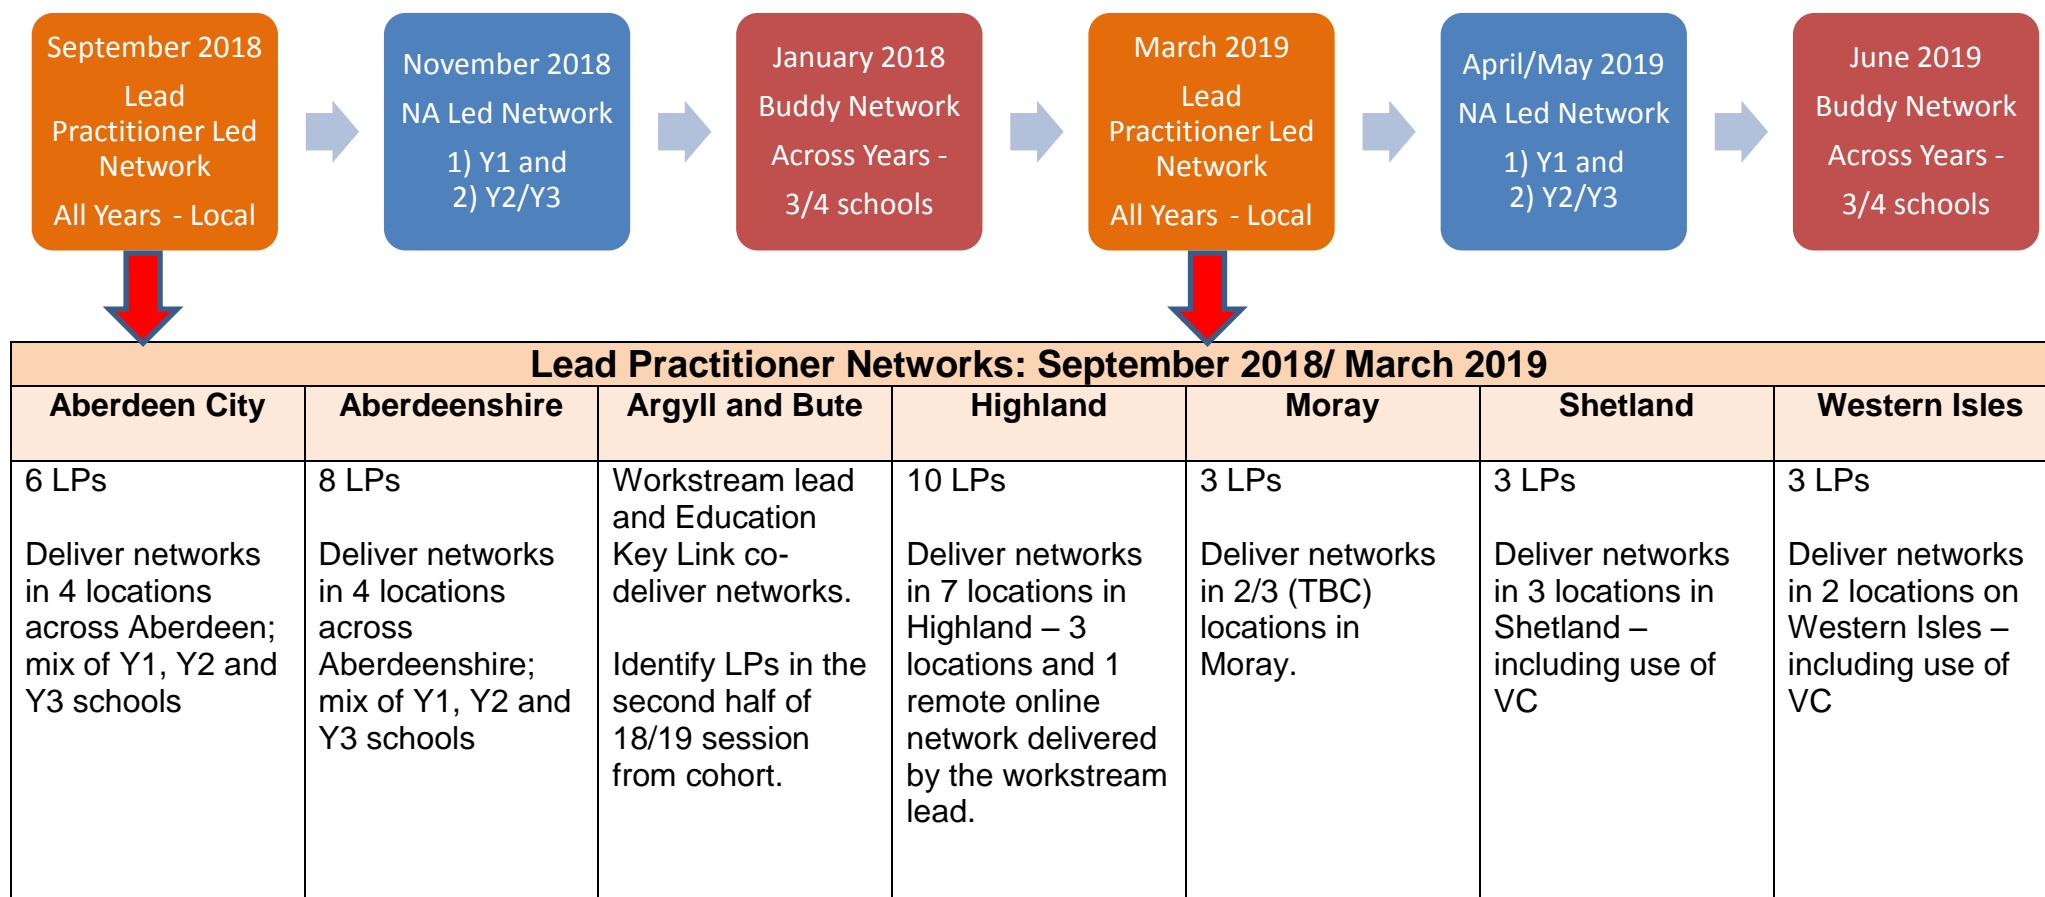 September 2018
Lead
Practitioner Led
Network
All Years - Local
November 2018
NA Led Network
1) Y1 and
2) Y2/Y3
January 2018
Buddy Network
Across Years -
3/4 schools
March 2019
Lead
Practitioner Led
Network
All Years - Local
April/May 2019
NA Led Network
1) Y1 and
2) Y2/Y3
June 2019
Buddy Network
Across Years -
3/4 schools
Lead Practitioner Networks: September 2018/ March 2019
Aberdeen City
Aberdeenshire
Argyll and Bute
Highland
Moray
Shetland
Western Isles
6 LPs
Deliver networks
in 4 locations
across Aberdeen;
mix of Y1, Y2 and
Y3 schools
8 LPs
Deliver networks
in 4 locations
across
Aberdeenshire;
mix of Y1, Y2 and
Y3 schools
Workstream lead
and Education
Key Link co-
deliver networks.
Identify LPs in the
second half of
18/19 session
from cohort.
10 LPs
Deliver networks
in 7 locations in
Highland – 3
locations and 1
remote online
network delivered
by the workstream
lead.
3 LPs
Deliver networks
in 2/3 (TBC)
locations in
Moray.
3 LPs
Deliver networks
in 3 locations in
Shetland –
including use of
VC
3 LPs
Deliver networks
in 2 locations on
Western Isles –
including use of
VC